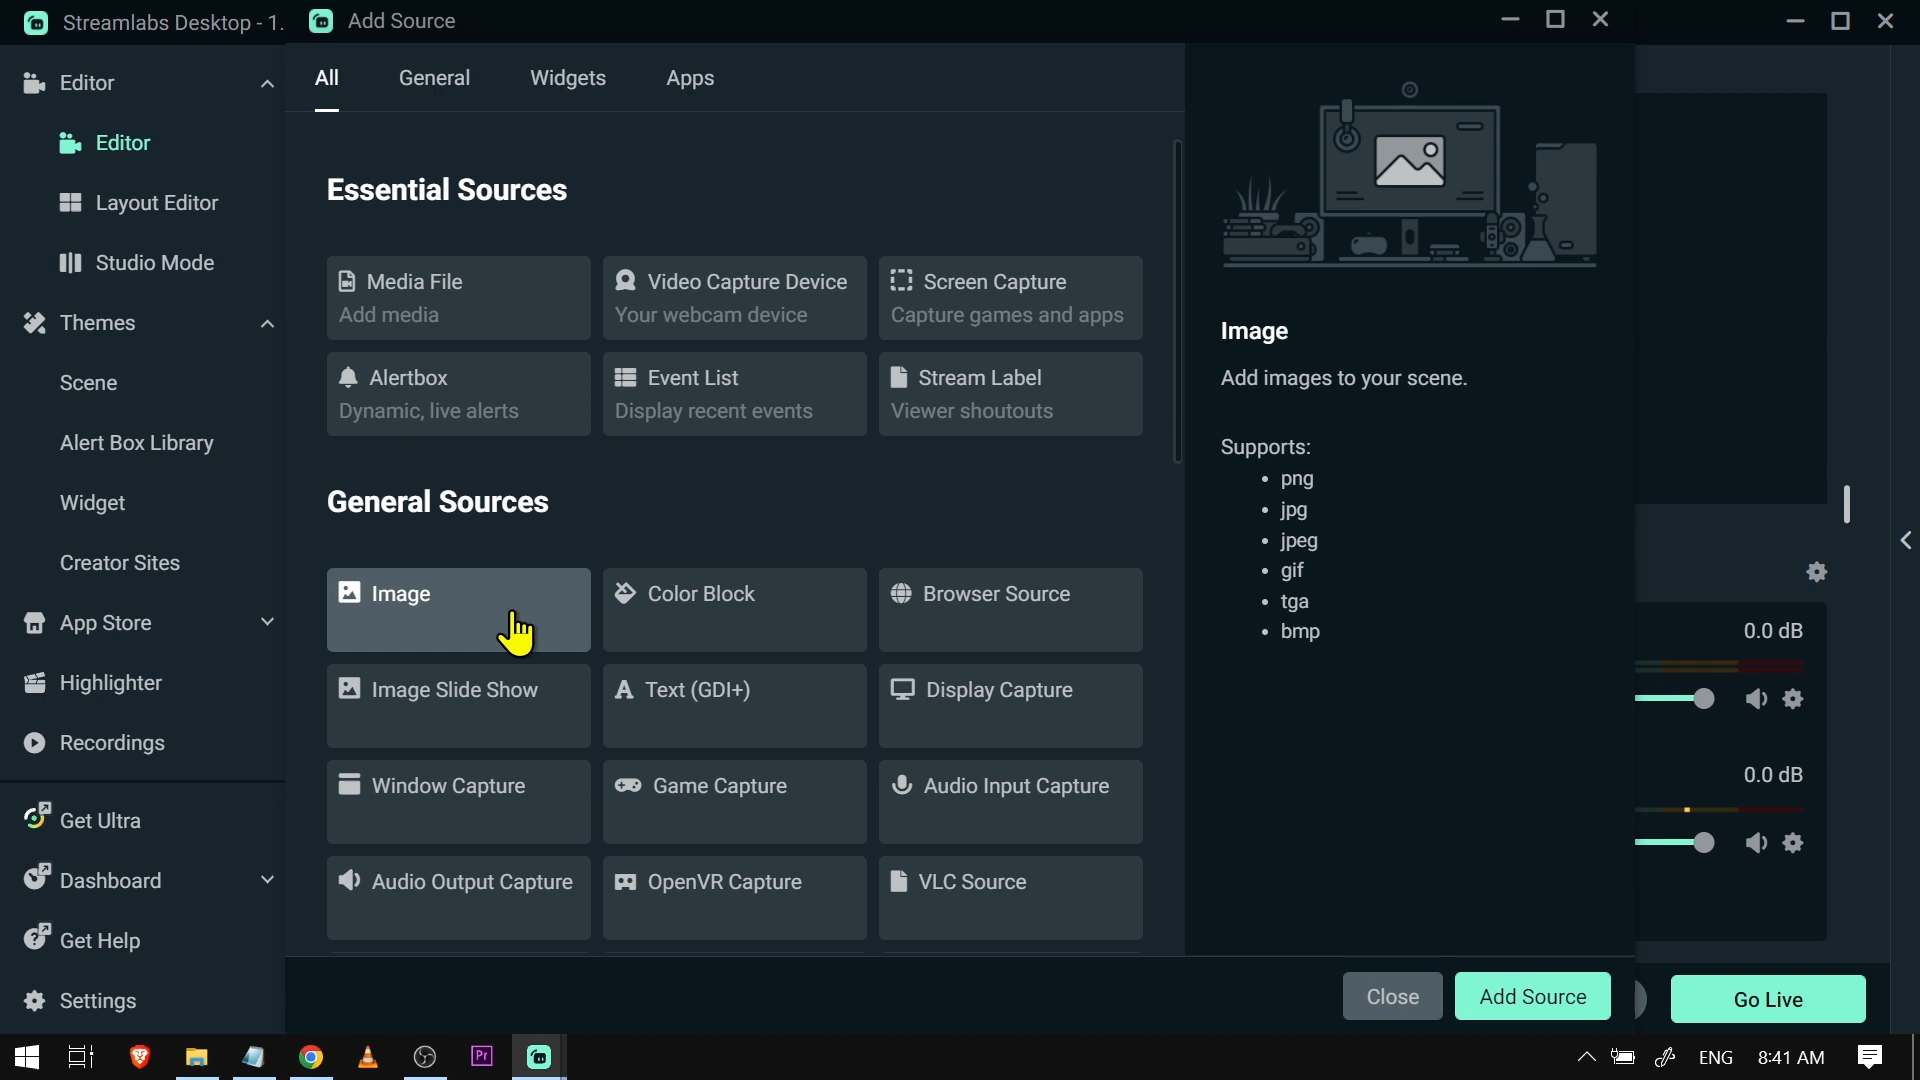 Streamlabs Desktop - 1.
Add Source
Editor
Editor
Layout Editor
Studio Mode
Themes
Scene
Alert Box Library
Widget
Creator Sites
App Store
Highlighter
Recordings
Get Ultra
Dashboard
Get Help
Settings
All
General
Widgets
Apps
Essential Sources
Media File
Add media
Video Capture Device
Your webcam device
Screen Capture
Capture games and apps
Alertbox
Dynamic, live alerts
Event List
Display recent events
Stream Label
Viewer shoutouts
General Sources
Image
Color Block
Browser Source
Image Slide Show
Text (GDI+)
Display Capture
Window Capture
Game Capture
Audio Input Capture
Audio Output Capture
OpenVR Capture
VLC Source
Image
Add images to your scene.
Supports:
• png
• jpg
• jpeg
• gif
• tga
• bmp
Close
Add Source
0.0 dB
0.0 dB
Go Live
Pr
ENG
8:41 AM